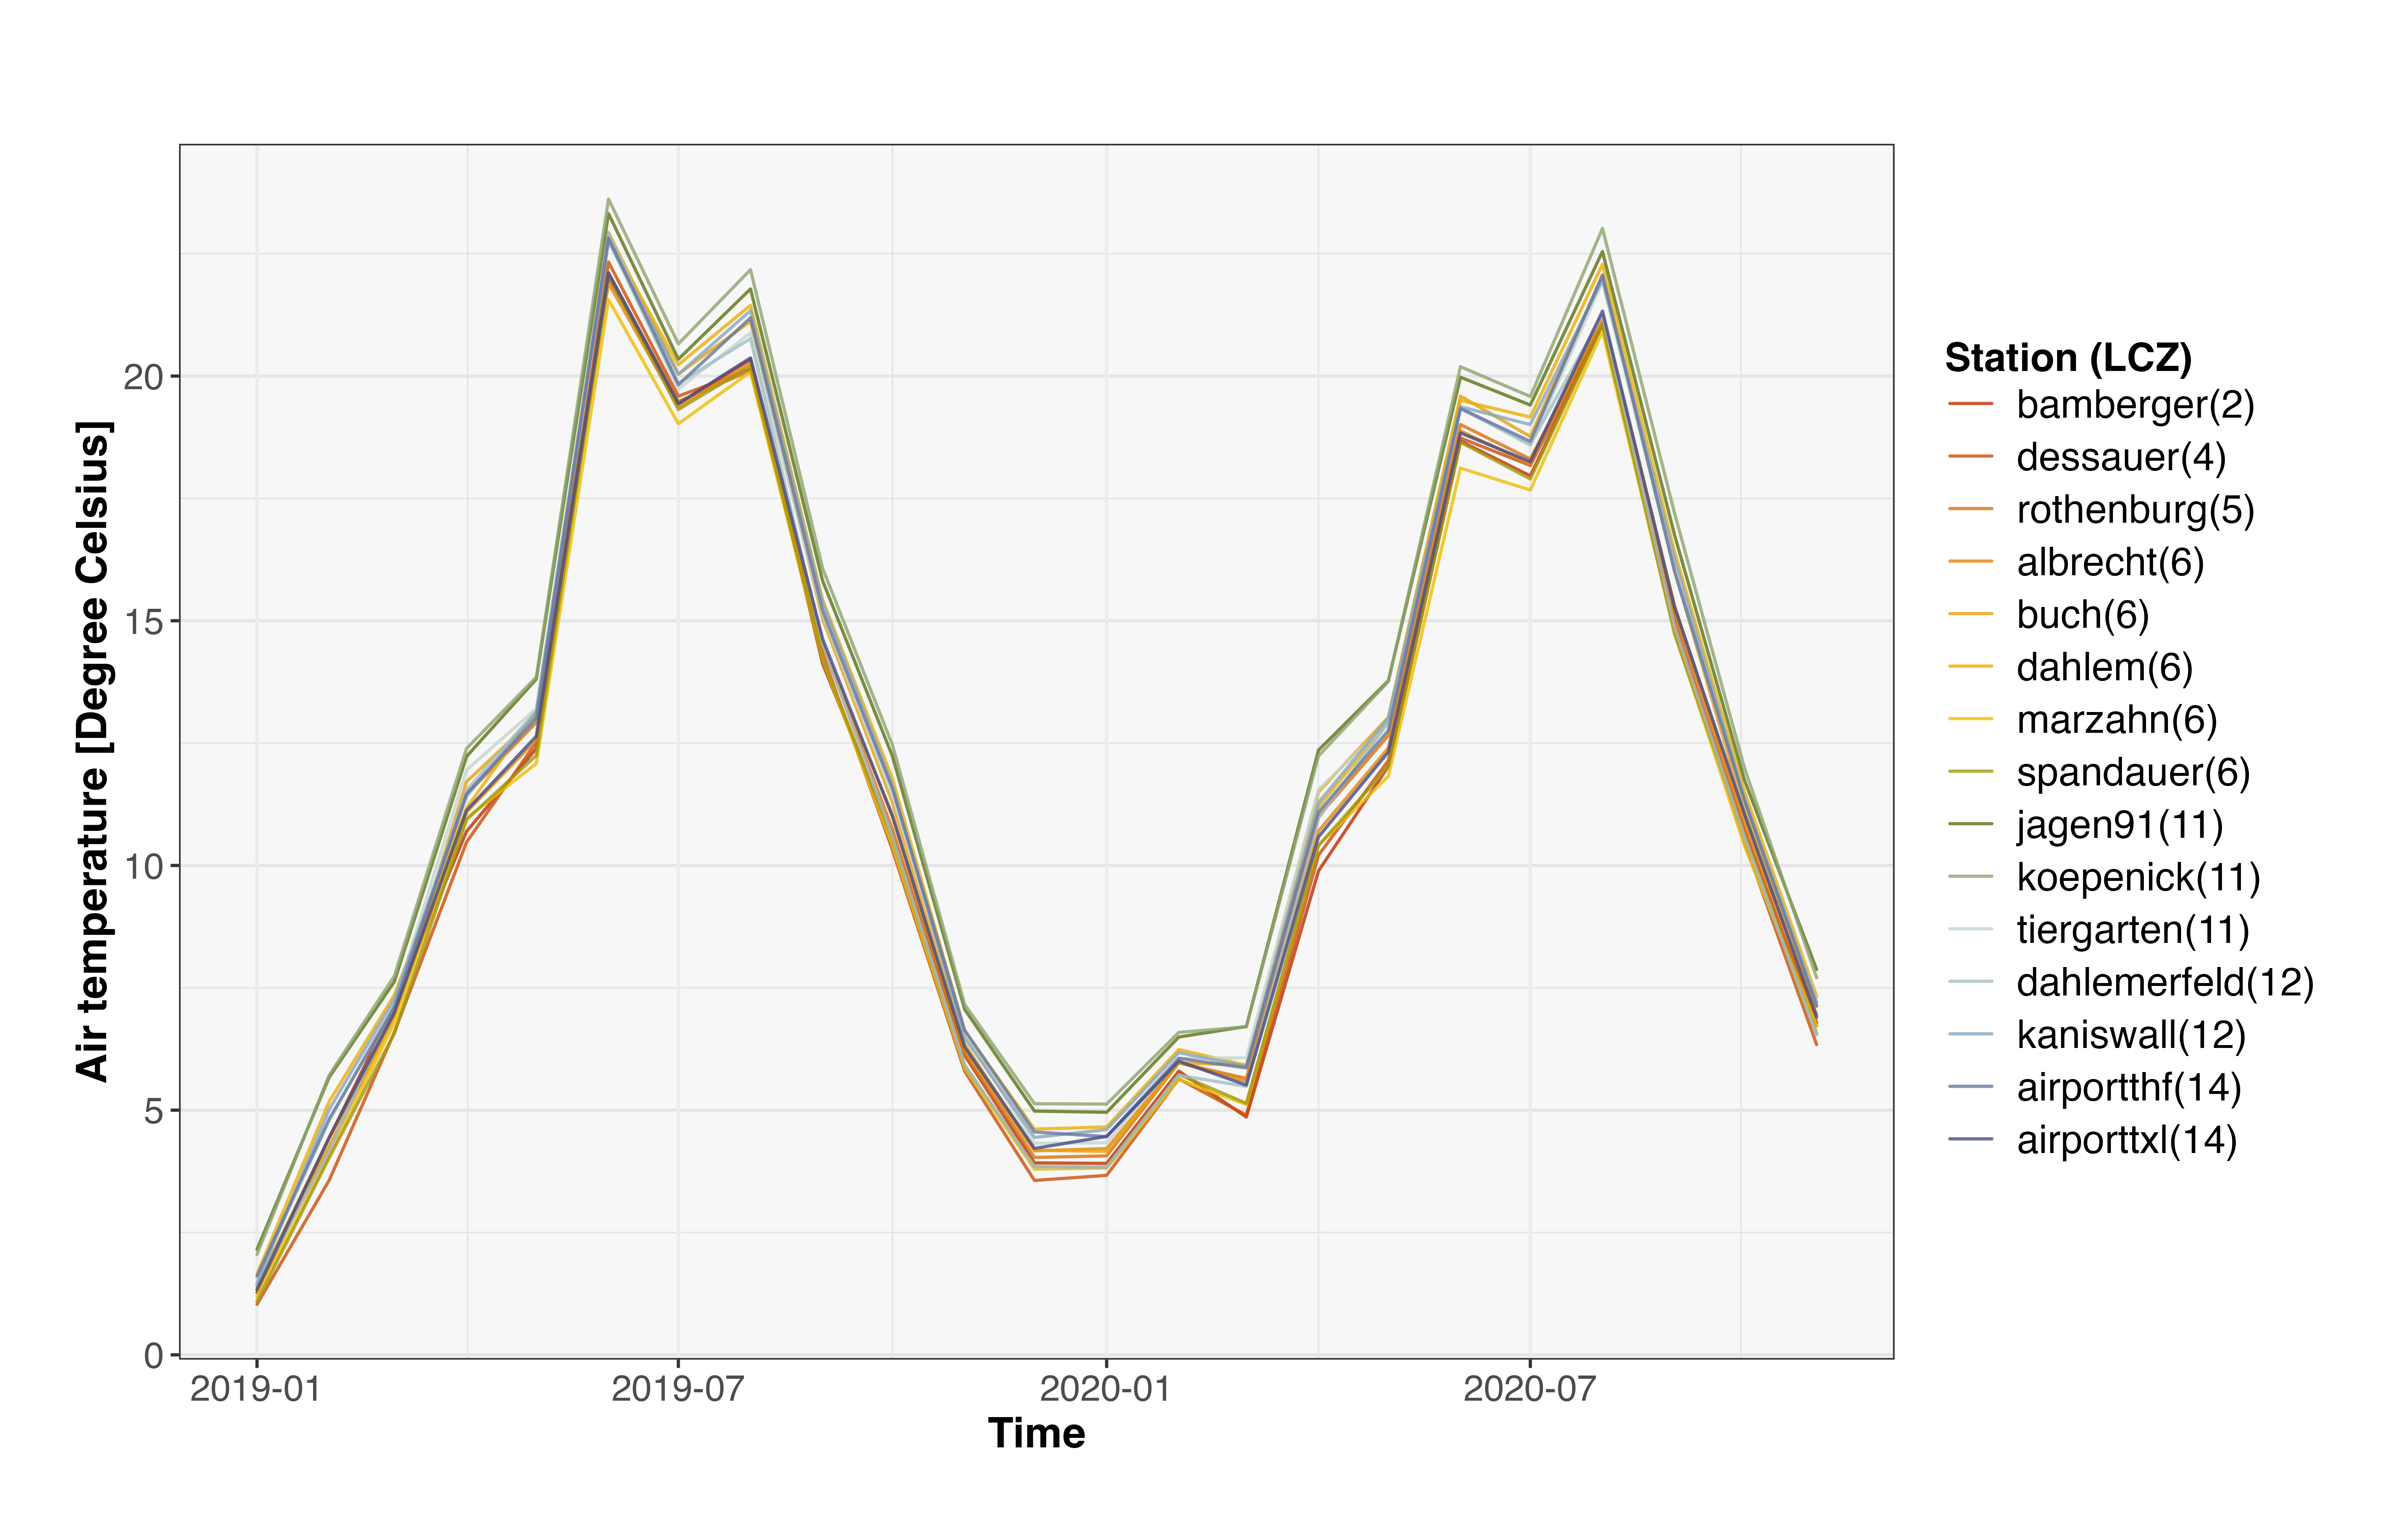 Air temperature [Degree Celsius]
20
15
10
5
0
2019-01
2019-07
2020-01
2020-07
Time
Station (LCZ)
bamberger(2)
dessauer(4)
rothenburg(5)
albrecht(6)
buch(6)
dahlem(6)
marzahn(6)
spandauer(6)
jagen91(11)
koepenick(11)
tiergarten(11)
dahlemerfeld(12)
kaniswall(12)
airportthf(14)
airporttxl(14)